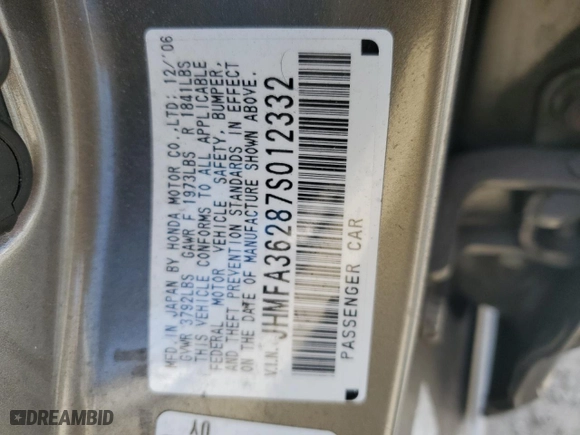 MFD IN JAPAN BY HONDA MOTOR CO.,LTD; 12/'06
GVWR 3792LBS GAWR F 1973LBS R 1841LBS
THIS VEHICLE CONFORMS TO ALL APPLICABLE
FEDERAL MOTOR VEHICLE SAFETY, BUMPER,
AND THEFT PREVENTION STANDARDS IN EFFECT
ON THE DATE OF MANUFACTURE SHOWN ABOVE.
V.I.N. JHMFA36287S012332
PASSENGER CAR
DREAMBID